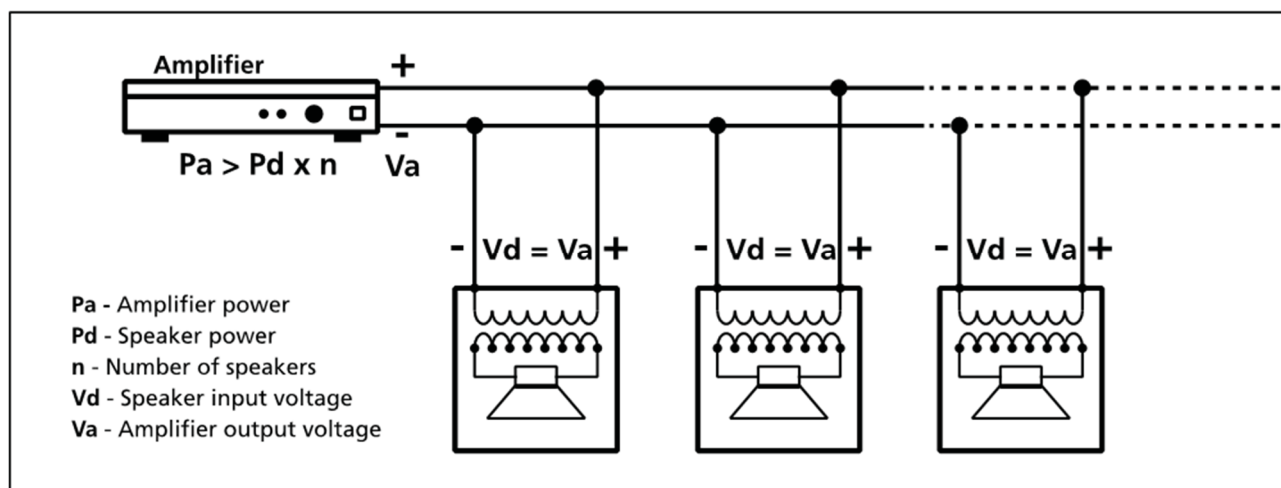 Amplifier
+
-
Pa > Pd x n
Va
- Vd = Va +
- Vd = Va +
- Vd = Va +
Pa - Amplifier power
Pd - Speaker power
n - Number of speakers
Vd - Speaker input voltage
Va - Amplifier output voltage